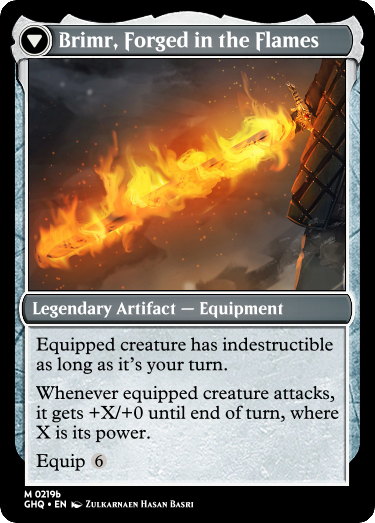 Brimr, Forged in the Flames
Legendary Artifact — Equipment
Equipped creature has indestructible
as long as it's your turn.
Whenever equipped creature attacks,
it gets +X/+0 until end of turn, where
X is its power.
Equip 6
M 0219b
GHQ • EN Zulkarnaen Hasan Basri